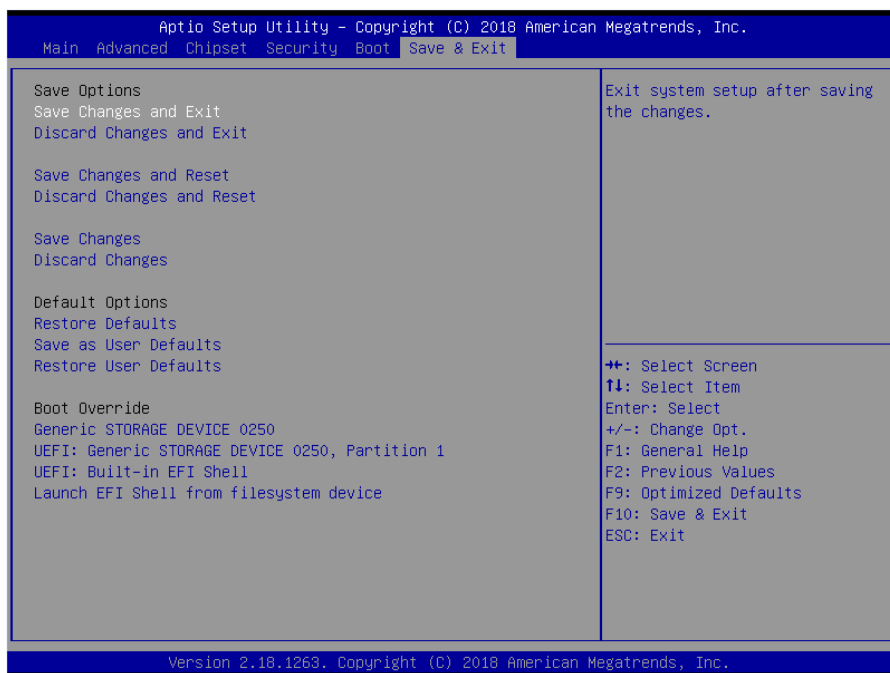 Aptio Setup Utility – Copyright (C) 2018 American Megatrends, Inc.
Main Advanced Chipset Security Boot Save & Exit
Save Options
Save Changes and Exit
Discard Changes and Exit
Save Changes and Reset
Discard Changes and Reset
Save Changes
Discard Changes
Default Options
Restore Defaults
Save as User Defaults
Restore User Defaults
Boot Override
Generic STORAGE DEVICE 0250
UEFI: Generic STORAGE DEVICE 0250, Partition 1
UEFI: Built-in EFI Shell
Launch EFI Shell from filesystem device
Exit system setup after saving
the changes.
→←: Select Screen
↑↓: Select Item
Enter: Select
+/-: Change Opt.
F1: General Help
F2: Previous Values
F9: Optimized Defaults
F10: Save & Exit
ESC: Exit
Version 2.18.1263. Copyright (C) 2018 American Megatrends, Inc.